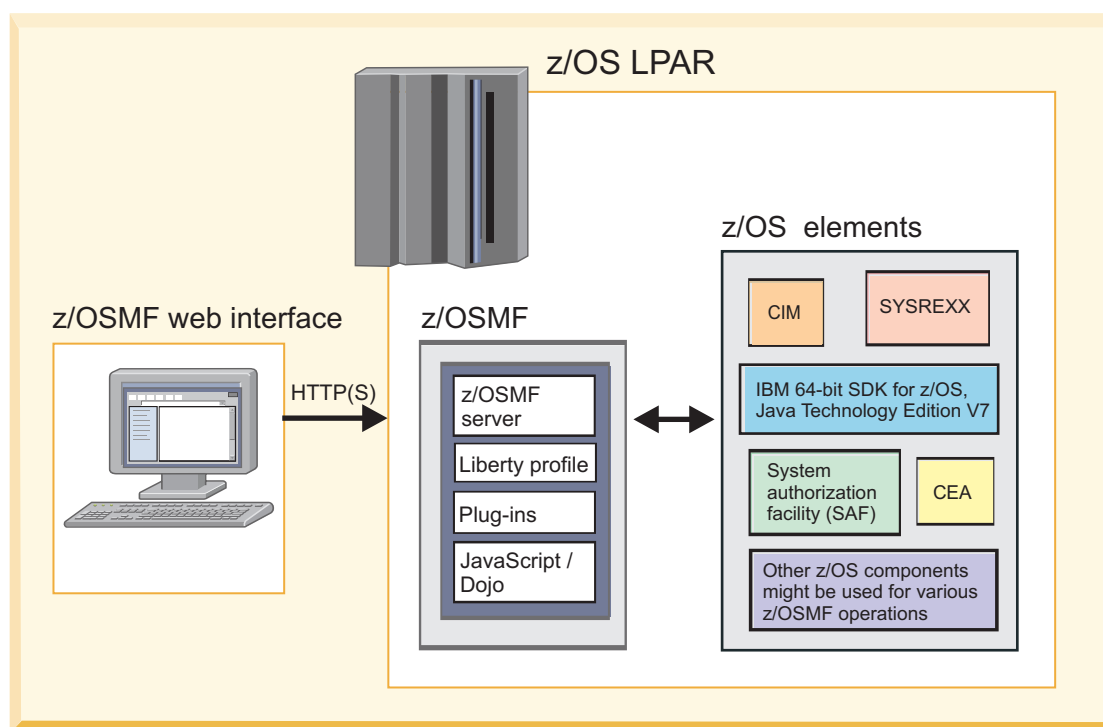 z/OS LPAR
z/OSMF web interface
HTTP(S)
z/OSMF
z/OSMF
server
Liberty profile
Plug-ins
JavaScript /
Dojo
z/OS elements
CIM
SYSREXX
IBM 64-bit SDK for z/OS,
Java Technology Edition V7
System
authorization
facility (SAF)
CEA
Other z/OS components
might be used for various
z/OSMF operations